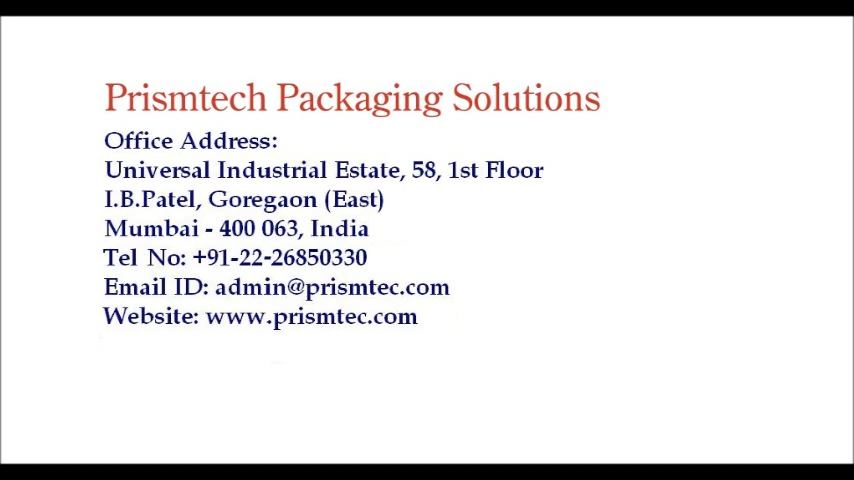 Prismtech Packaging Solutions
Office Address:
Universal Industrial Estate, 58, 1st Floor
I.B.Patel, Goregaon (East)
Mumbai - 400 063, India
Tel No: +91-22-26850330
Email ID: admin@prismtec.com
Website: www.prismtec.com